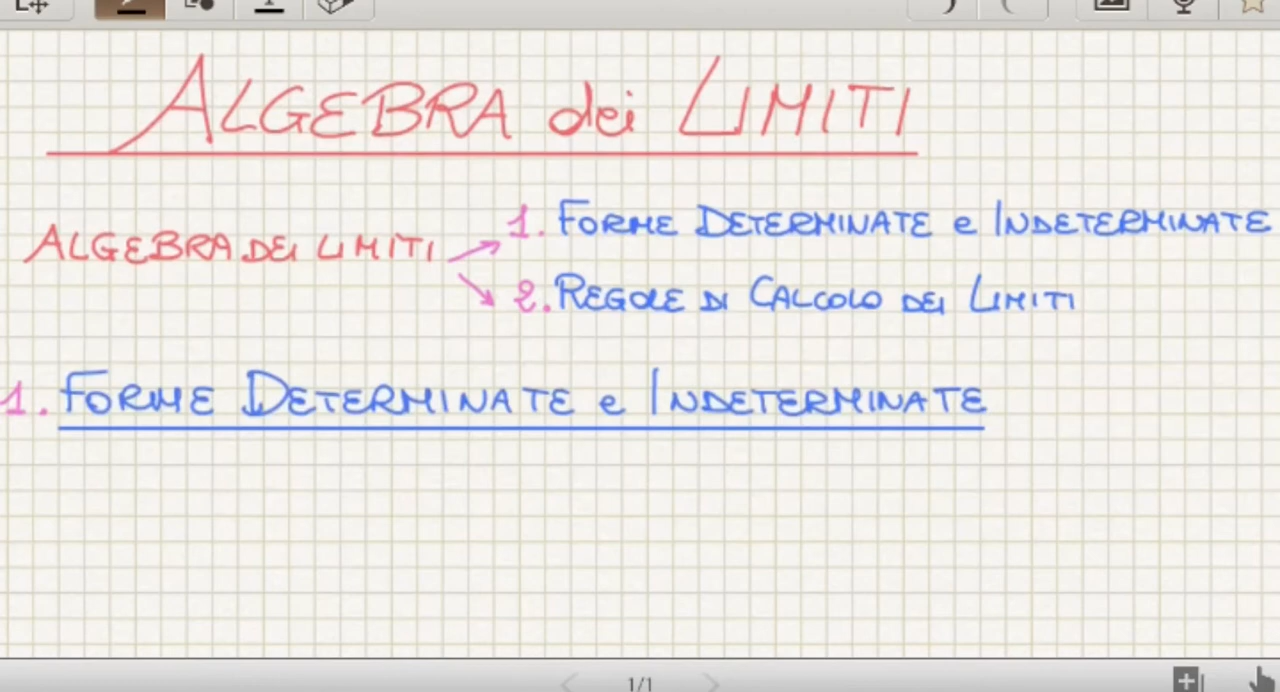 ALGEBRA dei LIMITI
ALGEBRA DEI LIMITI
1. FORME DETERMINATE e INDETERMINATE
2. REGOLE DI CALCOLO DEI LIMITI
1. FORME DETERMINATE e INDETERMINATE
1/1